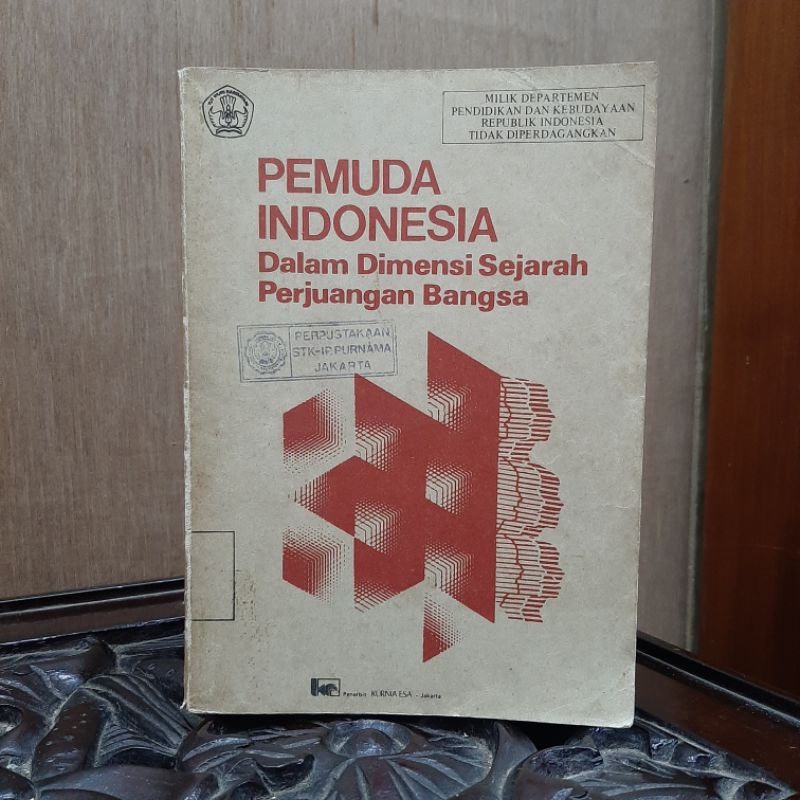 MILIK DEPARTEMEN
PENDIDIKAN DAN KEBUDAYAAN
REPUBLIK INDONESIA
TIDAK DIPERDAGANGKAN
PEMUDA
INDONESIA
Dalam Dimensi Sejarah
Perjuangan Bangsa
PERPUSTAKAAN
STK-IP.PURNAMA
JAKARTA
Penerbit KURNIA ESA - Jakarta